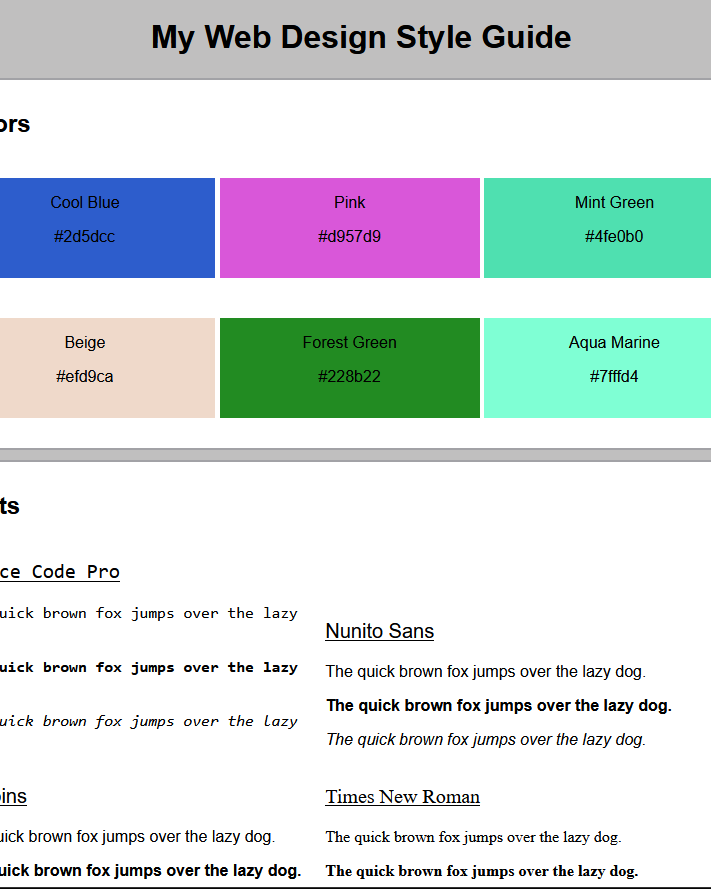 My Web Design Style Guide
ors
Cool Blue
#2d5dcc
Pink
#d957d9
Mint Green
#4fe0b0
Beige
#efd9ca
Forest Green
#228b22
Aqua Marine
#7fffd4
ts
ce Code Pro
uick brown fox jumps over the lazy
uick brown fox jumps over the lazy
uick brown fox jumps over the lazy
Nunito Sans
The quick brown fox jumps over the lazy dog.
The quick brown fox jumps over the lazy dog.
The quick brown fox jumps over the lazy dog.
ins
uick brown fox jumps over the lazy dog.
uick brown fox jumps over the lazy dog.
Times New Roman
The quick brown fox jumps over the lazy dog.
The quick brown fox jumps over the lazy dog.